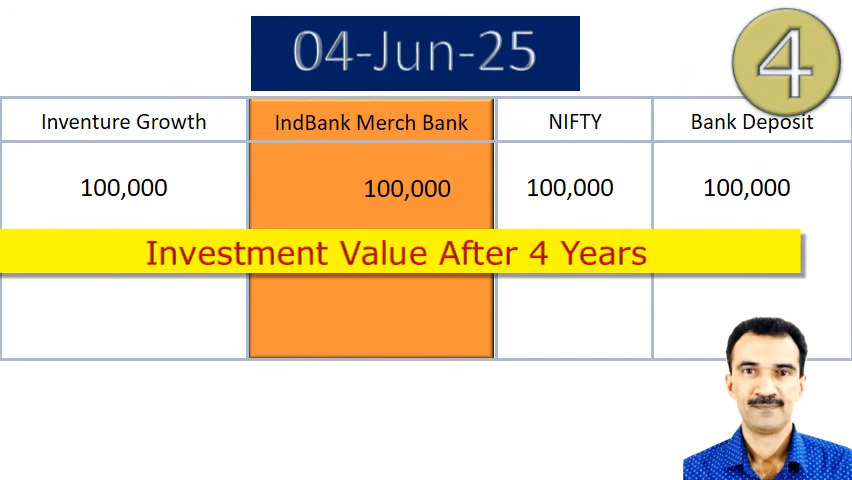 04-Jun-25
4
Inventure Growth IndBank Merch Bank NIFTY Bank Deposit
100,000 100,000 100,000 100,000
Investment Value After 4 Years